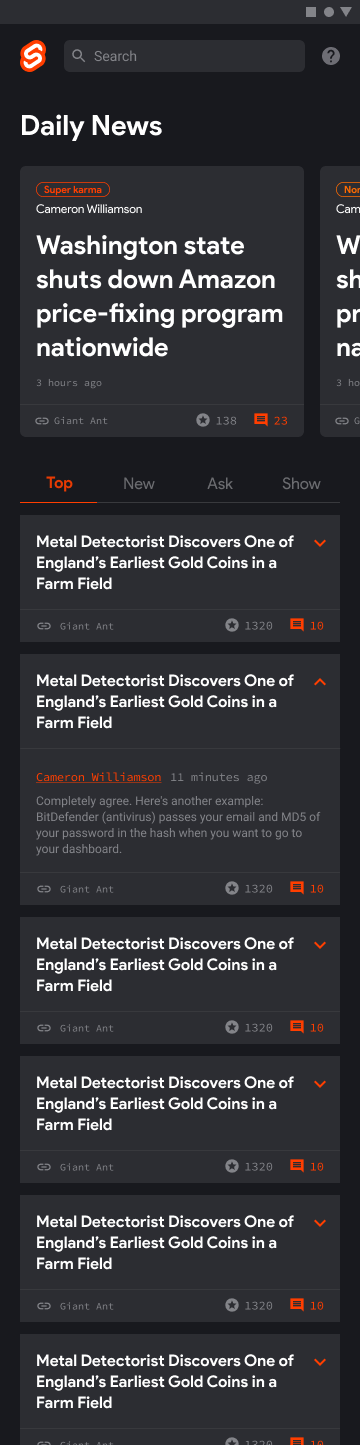 Search
Daily News
Super karma
Cameron Williamson
Washington state
shuts down Amazon
price-fixing program
nationwide
3 hours ago
Giant Ant 138 23
Top New Ask Show
Metal Detectorist Discovers One of
England's Earliest Gold Coins in a
Farm Field
Giant Ant 1320 10
Metal Detectorist Discovers One of
England's Earliest Gold Coins in a
Farm Field
Cameron Williamson 11 minutes ago
Completely agree. Here's another example:
BitDefender (antivirus) passes your email and MD5 of
your password in the hash when you want to go to
your dashboard.
Giant Ant 1320 10
Metal Detectorist Discovers One of
England's Earliest Gold Coins in a
Farm Field
Giant Ant 1320 10
Metal Detectorist Discovers One of
England's Earliest Gold Coins in a
Farm Field
Giant Ant 1320 10
Metal Detectorist Discovers One of
England's Earliest Gold Coins in a
Farm Field
Giant Ant 1320 10
Metal Detectorist Discovers One of
England's Earliest Gold Coins in a
Farm Field
Giant Ant 1320 10